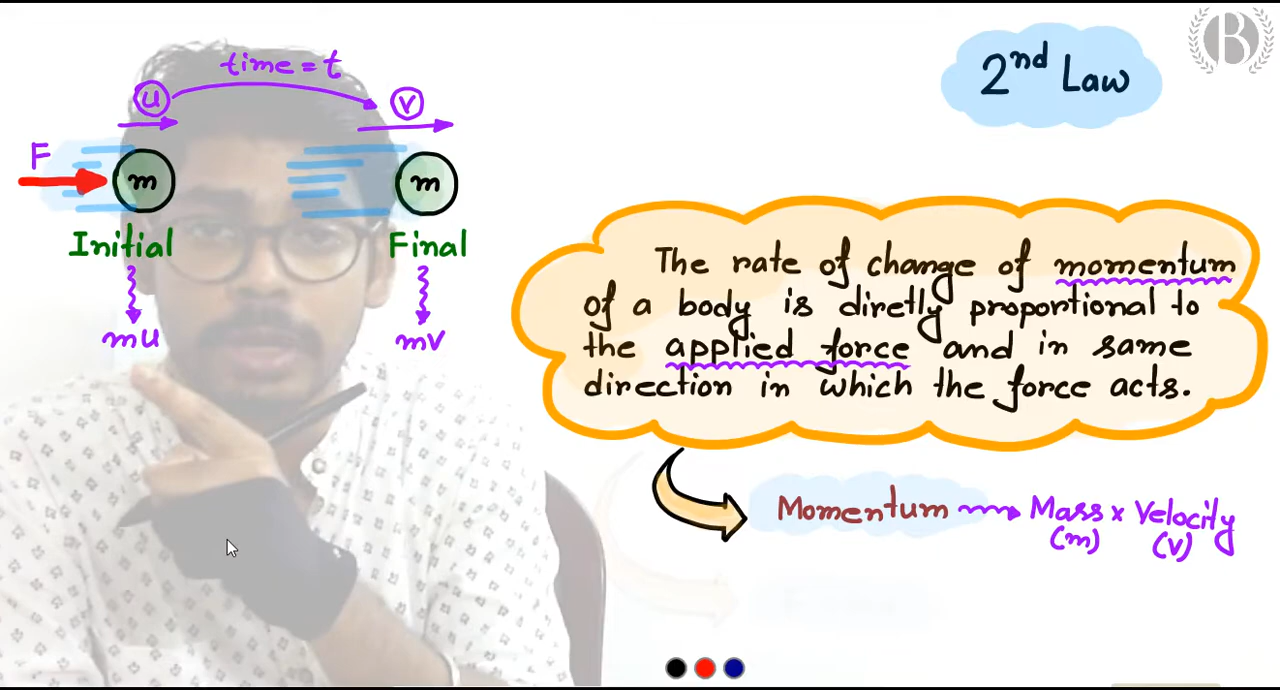 2nd Law
time = t
u
v
F
m
m
Initial
Final
mu
mv
The rate of change of momentum
of a body is diretly proportional to
the applied force and in same
direction in which the force acts.
Momentum → Mass × Velocity
(m) (v)
B